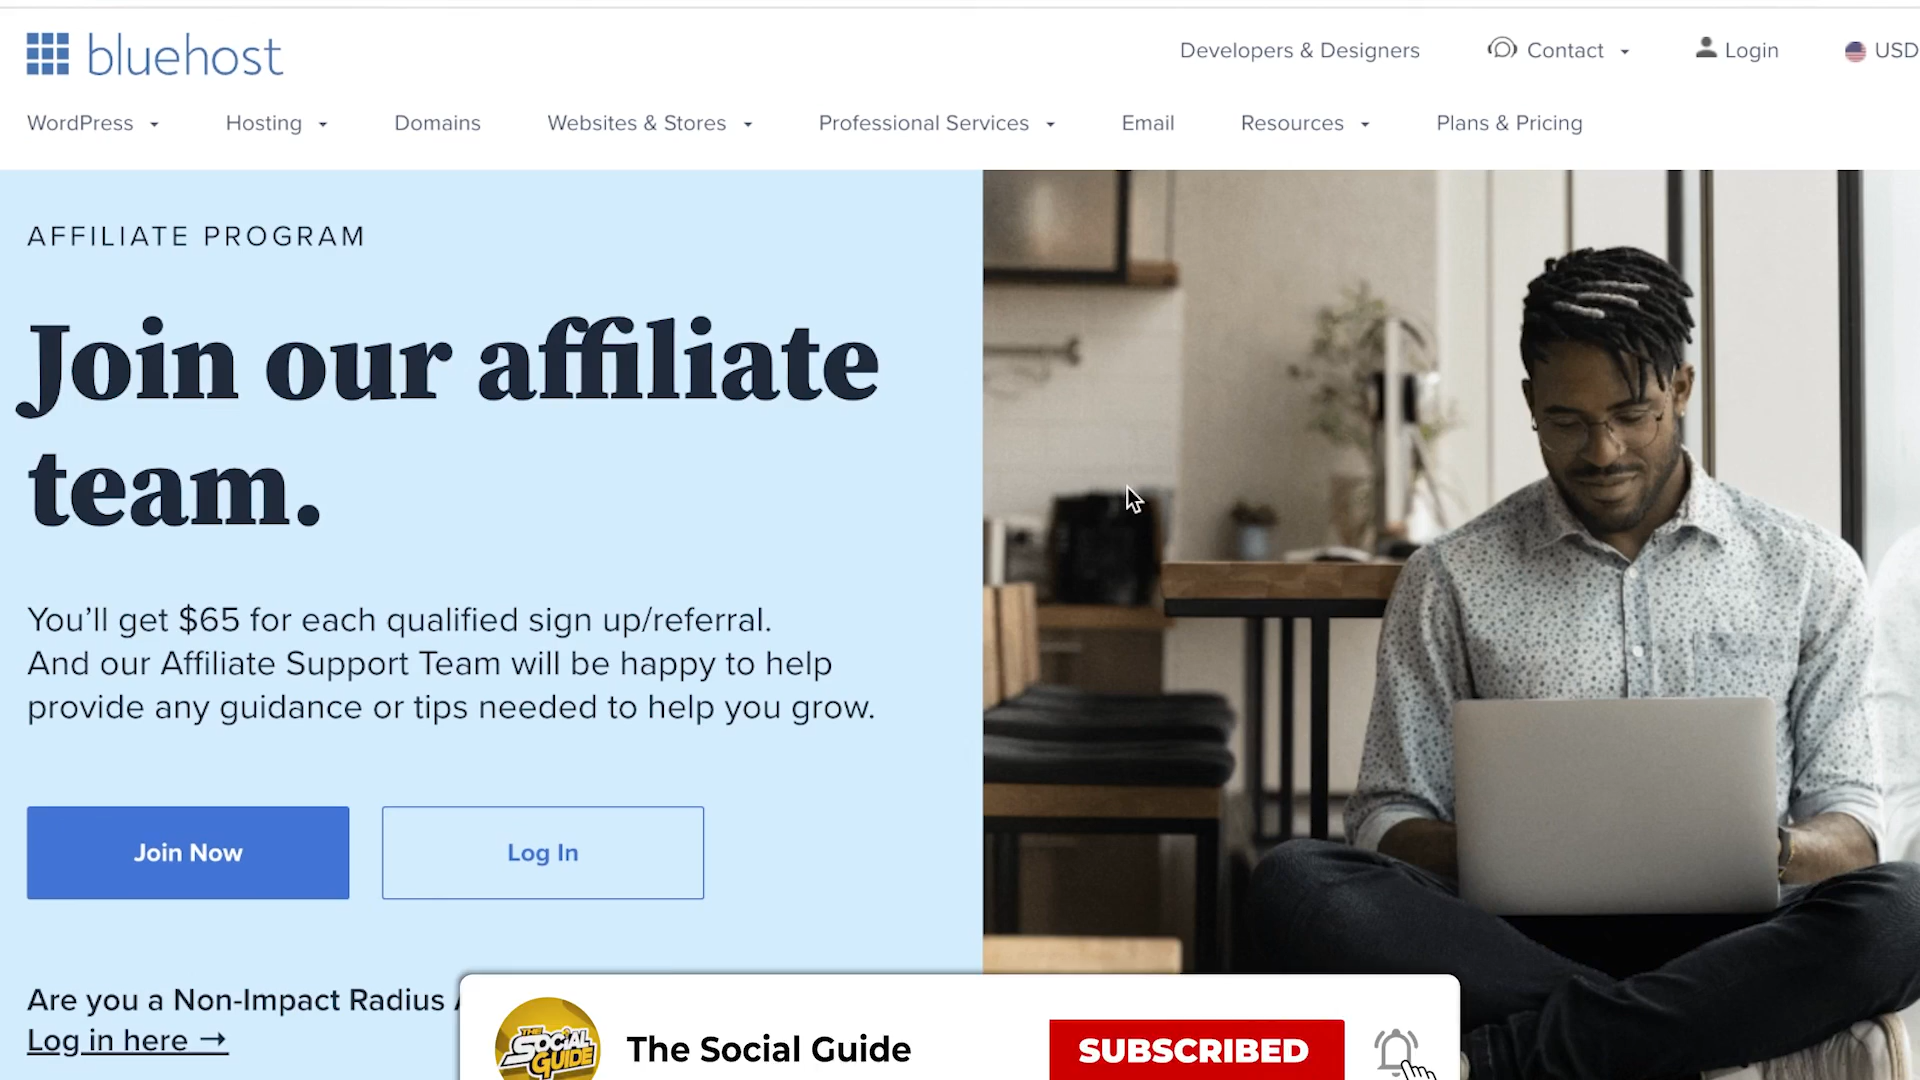 bluehost
Developers & Designers
Contact
Login
USD
WordPress
Hosting
Domains
Websites & Stores
Professional Services
Email
Resources
Plans & Pricing
AFFILIATE PROGRAM
Join our affiliate
team.
You’ll get $65 for each qualified sign up/referral.
And our Affiliate Support Team will be happy to help
provide any guidance or tips needed to help you grow.
Join Now
Log In
Are you a Non-Impact Radius
Log in here →
THE
SOCIAL
GUIDE
The Social Guide
SUBSCRIBED